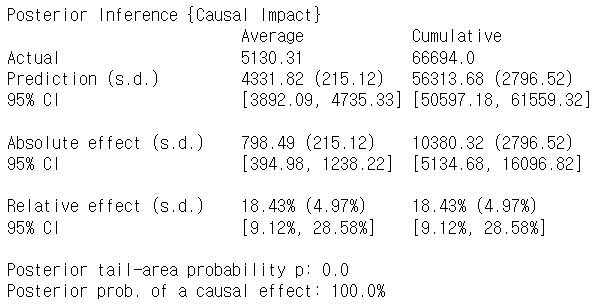 Posterior Inference {Causal Impact}
Average Cumulative
Actual 5130.31 66694.0
Prediction (s.d.) 4331.82 (215.12) 56313.68 (2796.52)
95% CI [3892.09, 4735.33] [50597.18, 61559.32]
Absolute effect (s.d.) 798.49 (215.12) 10380.32 (2796.52)
95% CI [394.98, 1238.22] [5134.68, 16096.82]
Relative effect (s.d.) 18.43% (4.97%) 18.43% (4.97%)
95% CI [9.12%, 28.58%] [9.12%, 28.58%]
Posterior tail-area probability p: 0.0
Posterior prob. of a causal effect: 100.0%